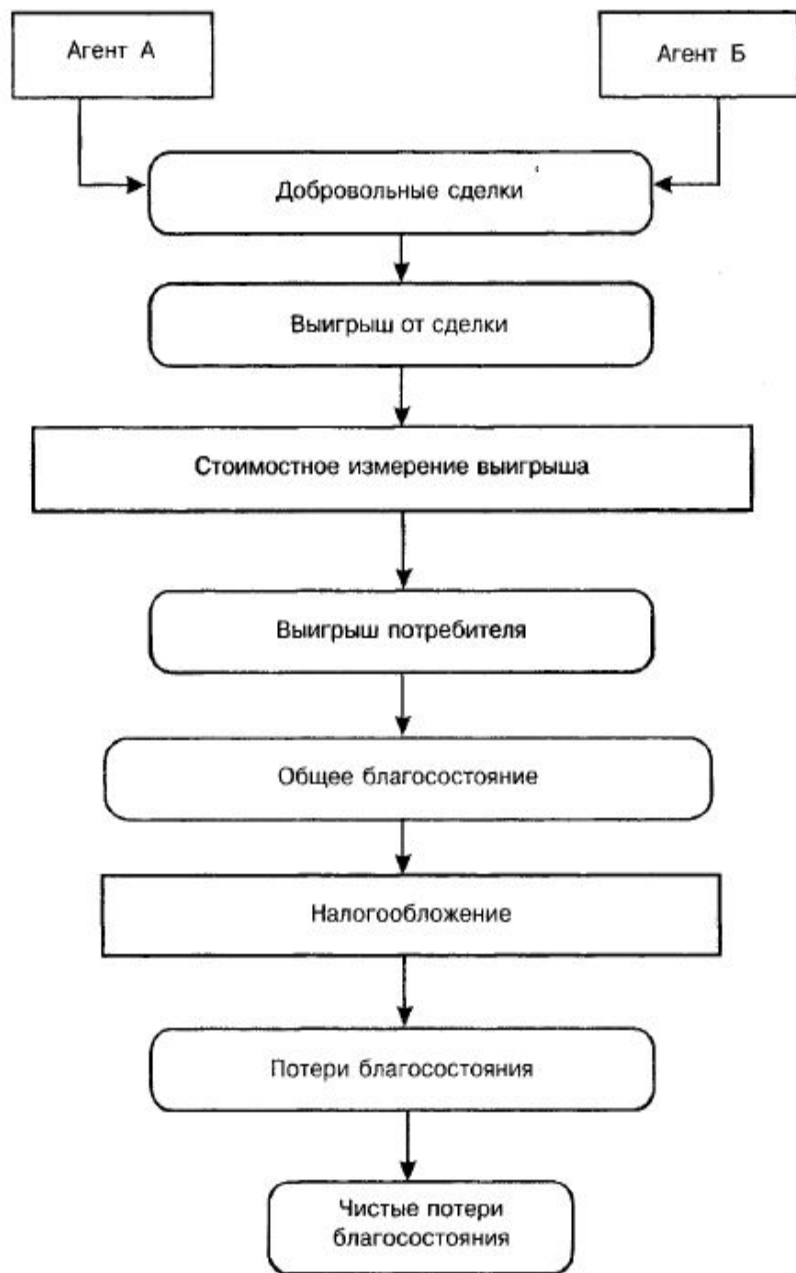 Агент А
Агент Б
Добровольные сделки
Выигрыш от сделки
Стоимостное измерение выигрыша
Выигрыш потребителя
Общее благосостояние
Налогообложение
Потери благосостояния
Чистые потери
благосостояния